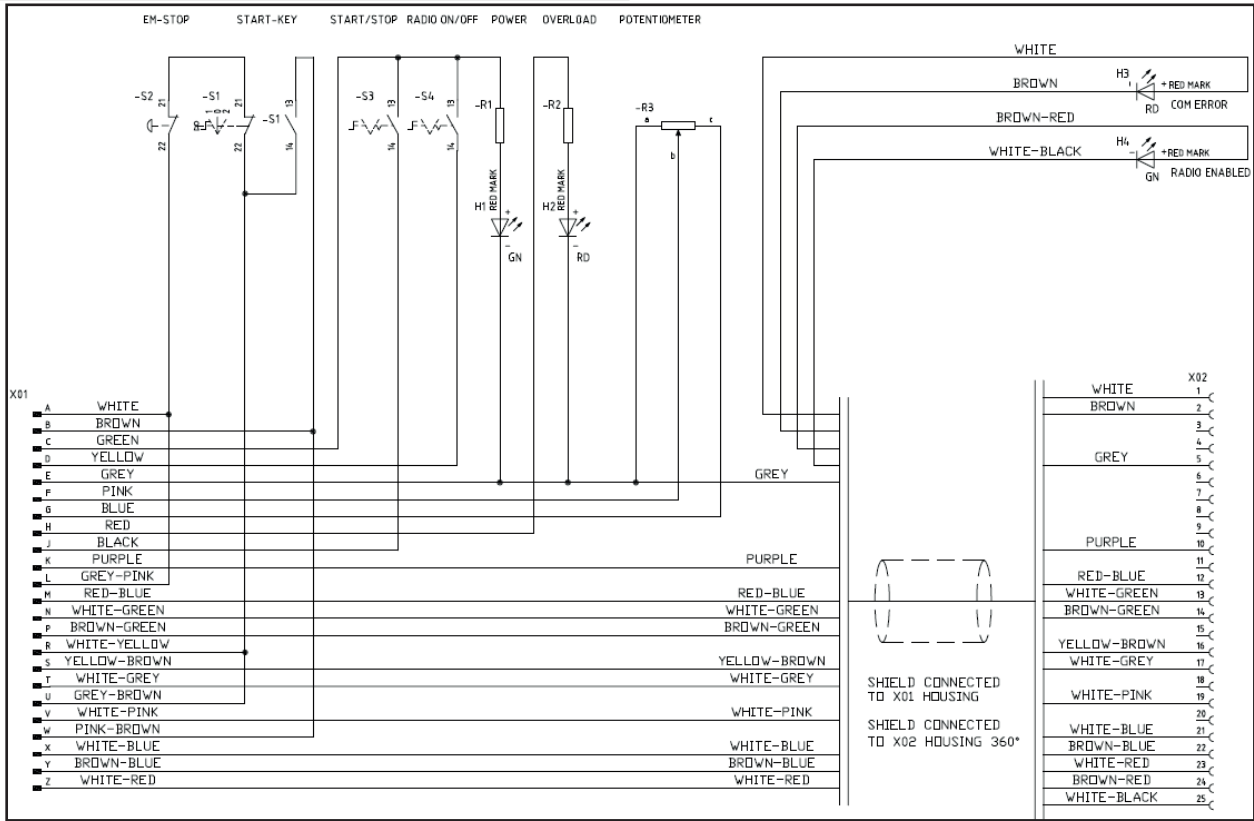 EM-STOP START-KEY START/STOP RADIO ON/OFF POWER OVERLOAD POTENTIOMETER
WHITE
H3
+ RED MARK
BROWN
RD COM ERROR
BROWN-RED
H4
- + RED MARK
WHITE-BLACK
GN RADIO ENABLED
-S2 21 22
-S1 0 1 2 21 22
-S1 13 14
-S3 13 14
-S4 13 14
-R1
-R2
-R3
a c
b
RED MARK
H1 + -
GN
RED MARK
H2 + -
RD
X01
A WHITE
B BROWN
C GREEN
D YELLOW
E GREY GREY
F PINK
G BLUE
H RED
J BLACK
K PURPLE PURPLE
L GREY-PINK
M RED-BLUE RED-BLUE
N WHITE-GREEN WHITE-GREEN
P BROWN-GREEN BROWN-GREEN
R WHITE-YELLOW
S YELLOW-BROWN YELLOW-BROWN
T WHITE-GREY WHITE-GREY
U GREY-BROWN
V WHITE-PINK WHITE-PINK
W PINK-BROWN
X WHITE-BLUE WHITE-BLUE
Y BROWN-BLUE BROWN-BLUE
Z WHITE-RED WHITE-RED
SHIELD CONNECTED
TO X01 HOUSING
SHIELD CONNECTED
TO X02 HOUSING 360°
X02
WHITE 1
BROWN 2
3
4
GREY 5
6
7
8
9
PURPLE 10
11
RED-BLUE 12
WHITE-GREEN 13
BROWN-GREEN 14
15
YELLOW-BROWN 16
WHITE-GREY 17
18
WHITE-PINK 19
20
WHITE-BLUE 21
BROWN-BLUE 22
WHITE-RED 23
BROWN-RED 24
WHITE-BLACK 25